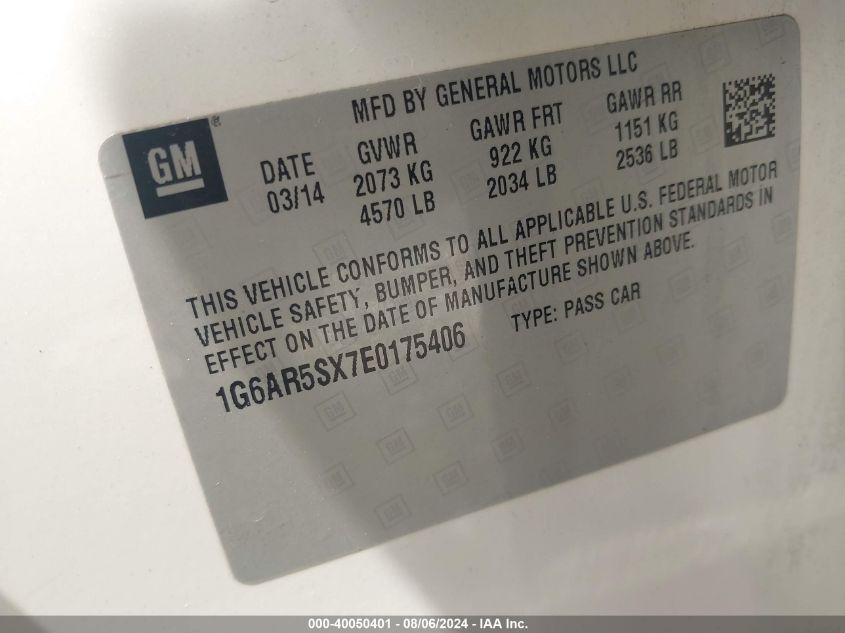 MFD BY GENERAL MOTORS LLC
GM®
DATE GVWR GAWR FRT GAWR RR
03/14 2073 KG 922 KG 1151 KG
4570 LB 2034 LB 2536 LB
THIS VEHICLE CONFORMS TO ALL APPLICABLE U.S. FEDERAL MOTOR
VEHICLE SAFETY, BUMPER, AND THEFT PREVENTION STANDARDS IN
EFFECT ON THE DATE OF MANUFACTURE SHOWN ABOVE.
1G6AR5SX7E0175406 TYPE: PASS CAR
000-40050401 - 08/06/2024 - IAA Inc.